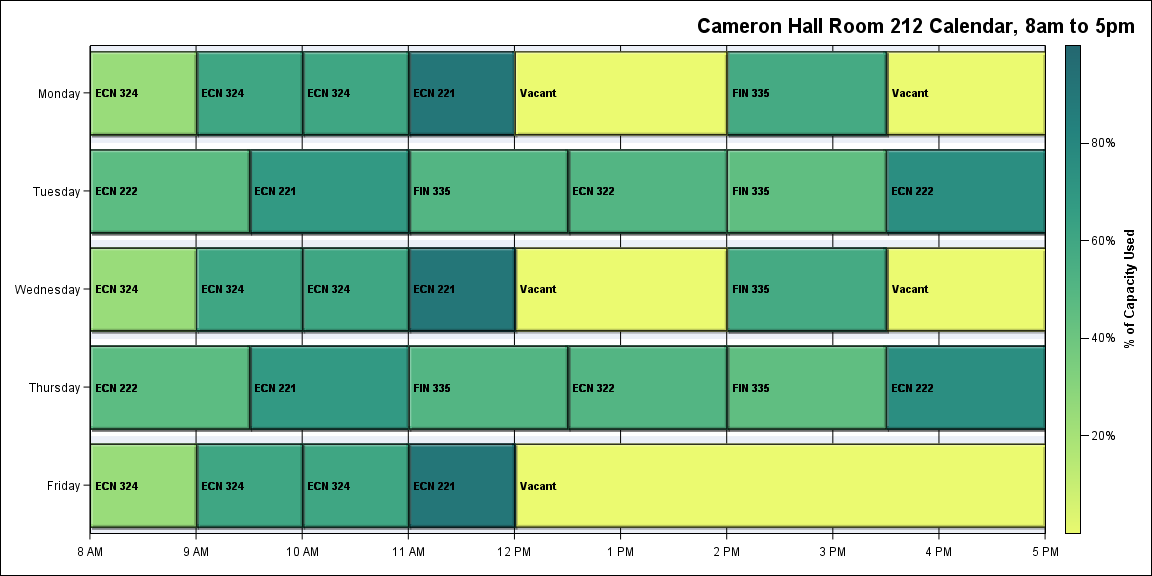 Cameron Hall Room 212 Calendar, 8am to 5pm
Monday
ECN 324
ECN 324
ECN 324
ECN 221
Vacant
FIN 335
Vacant
Tuesday
ECN 222
ECN 221
FIN 335
ECN 322
FIN 335
ECN 222
Wednesday
ECN 324
ECN 324
ECN 324
ECN 221
Vacant
FIN 335
Vacant
Thursday
ECN 222
ECN 221
FIN 335
ECN 322
FIN 335
ECN 222
Friday
ECN 324
ECN 324
ECN 324
ECN 221
Vacant
8 AM
9 AM
10 AM
11 AM
12 PM
1 PM
2 PM
3 PM
4 PM
5 PM
80%
60%
40%
20%
% of Capacity Used